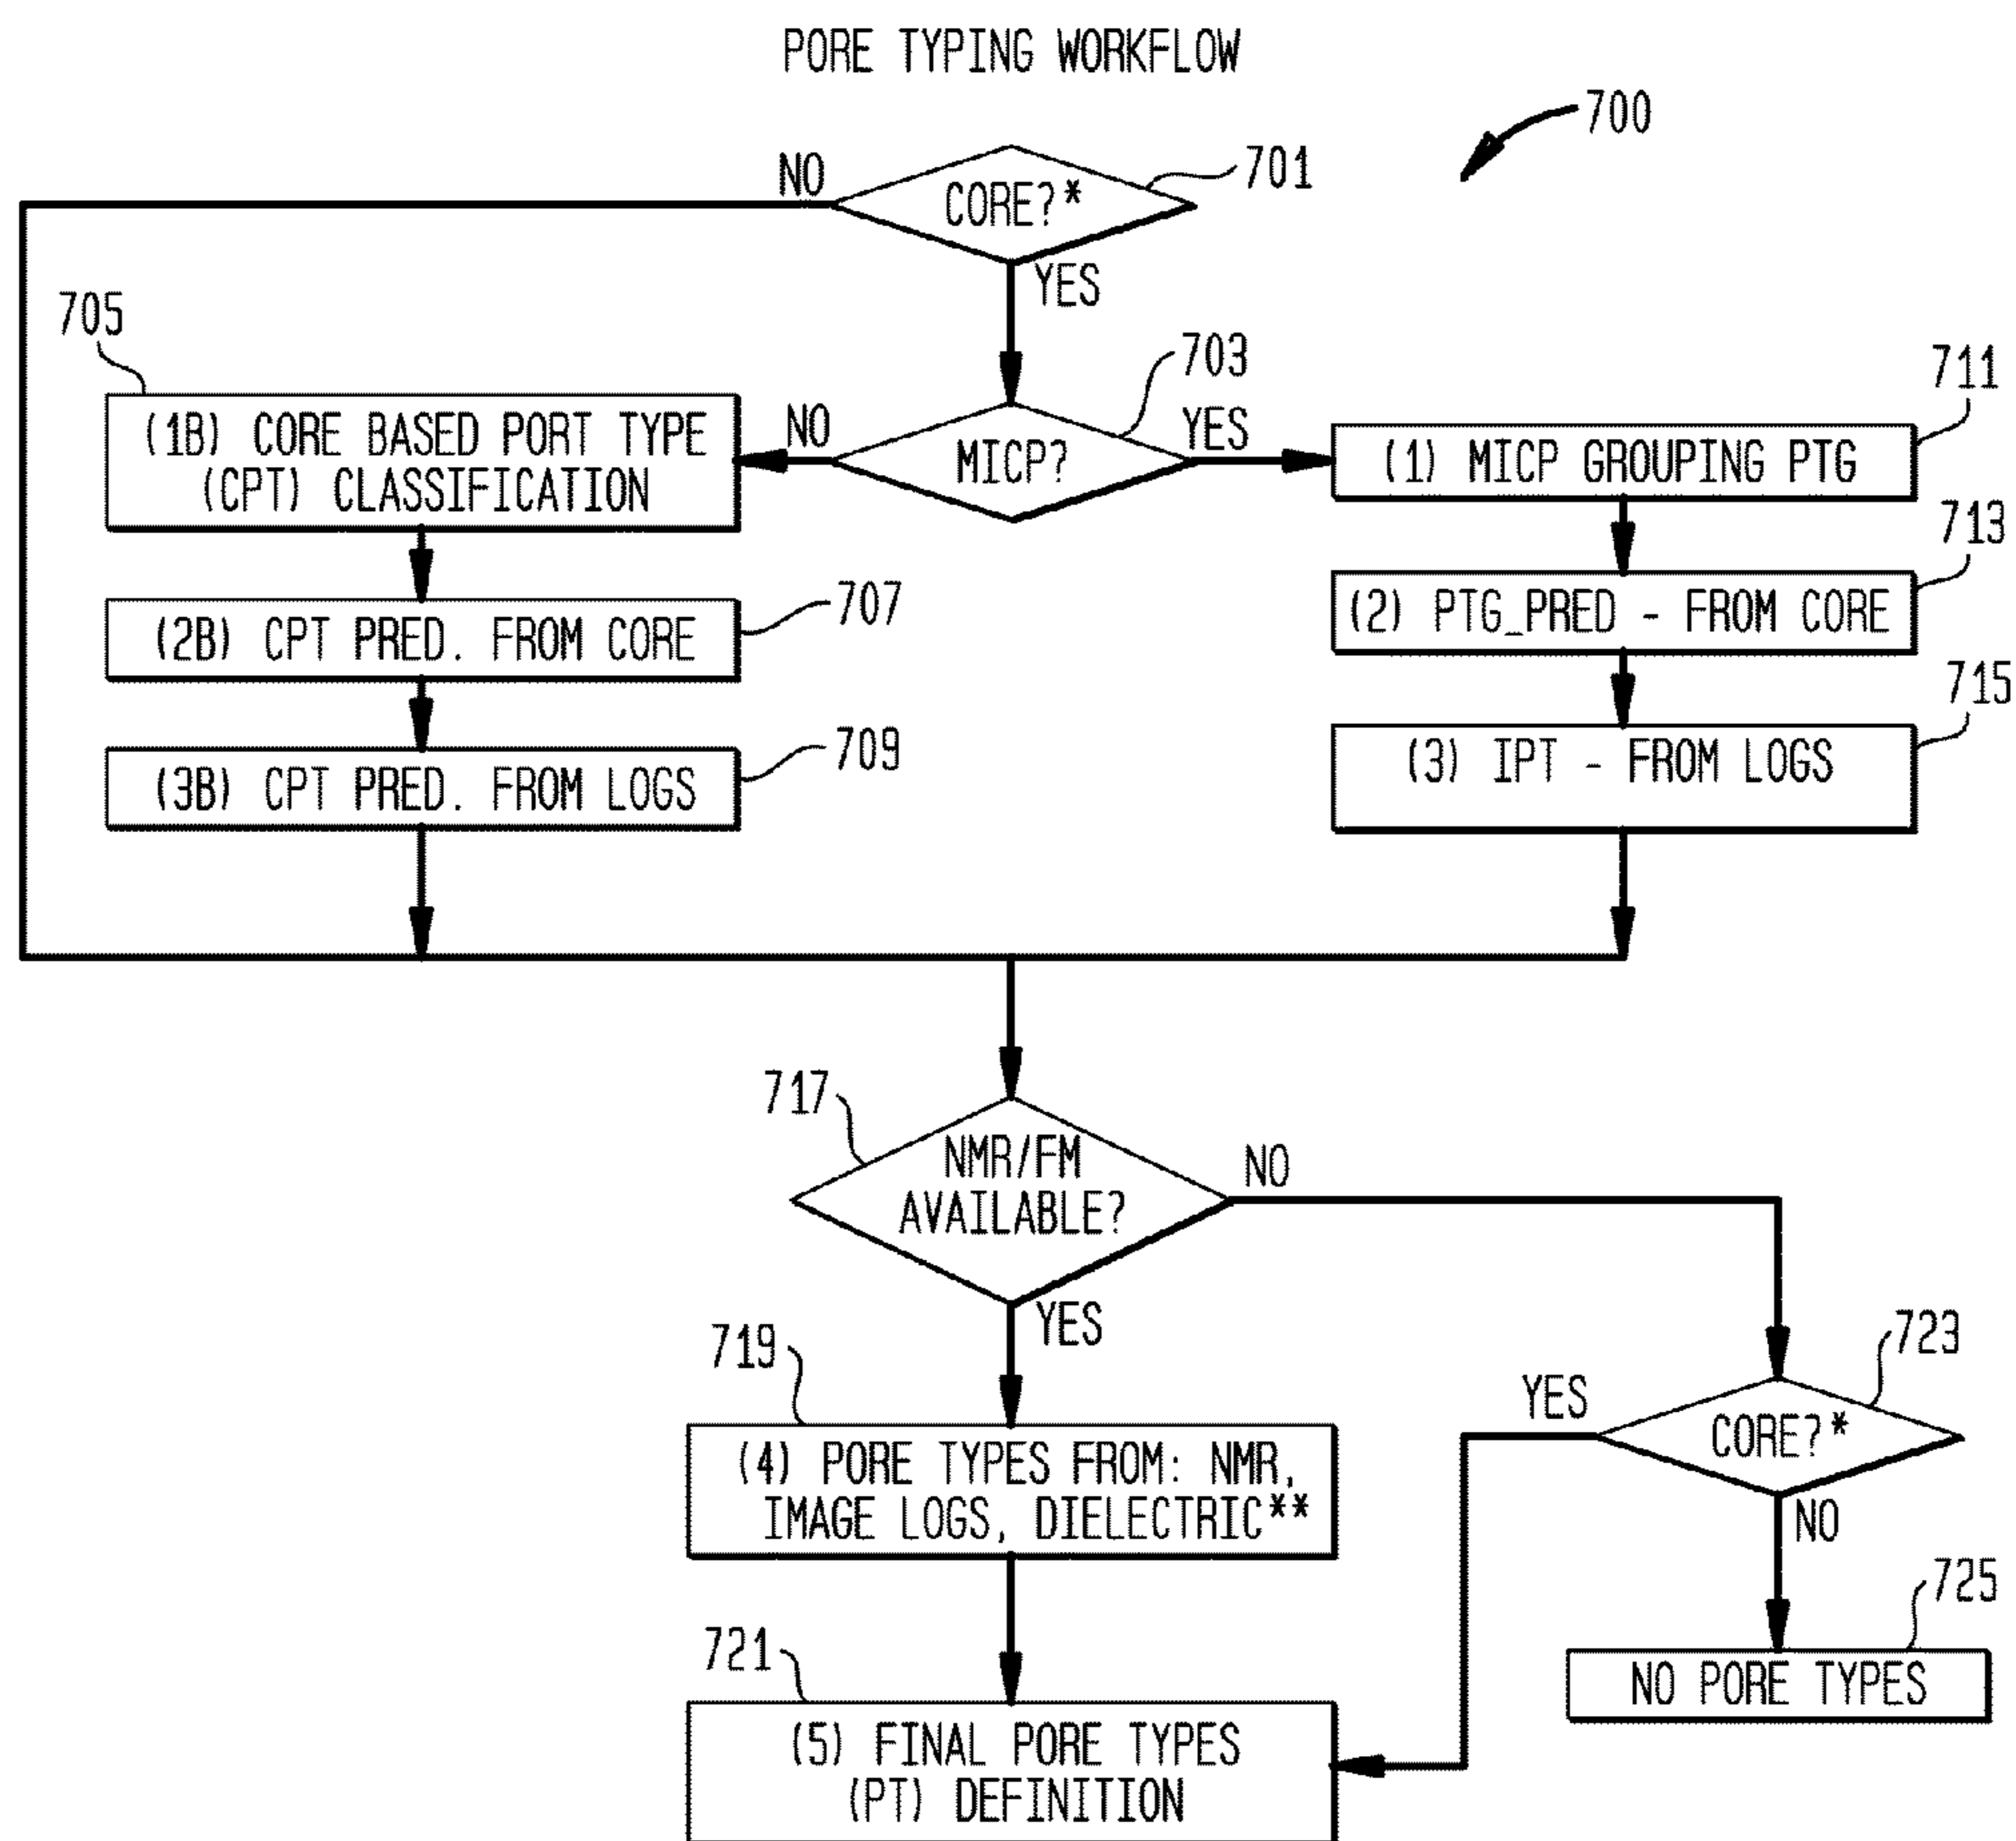 PORE TYPING WORKFLOW
700
NO
CORE?*
701
YES
705
703
711
(1B) CORE BASED PORT TYPE
(CPT) CLASSIFICATION
NO
MICP?
YES
(1) MICP GROUPING PTG
713
(2B) CPT PRED. FROM CORE
707
(2) PTG_PRED - FROM CORE
715
(3B) CPT PRED. FROM LOGS
709
(3) IPT - FROM LOGS
717
NMR/FM
AVAILABLE?
NO
YES
719
723
YES
CORE?*
(4) PORE TYPES FROM: NMR,
IMAGE LOGS, DIELECTRIC**
NO
725
721
NO PORE TYPES
(5) FINAL PORE TYPES
(PT) DEFINITION